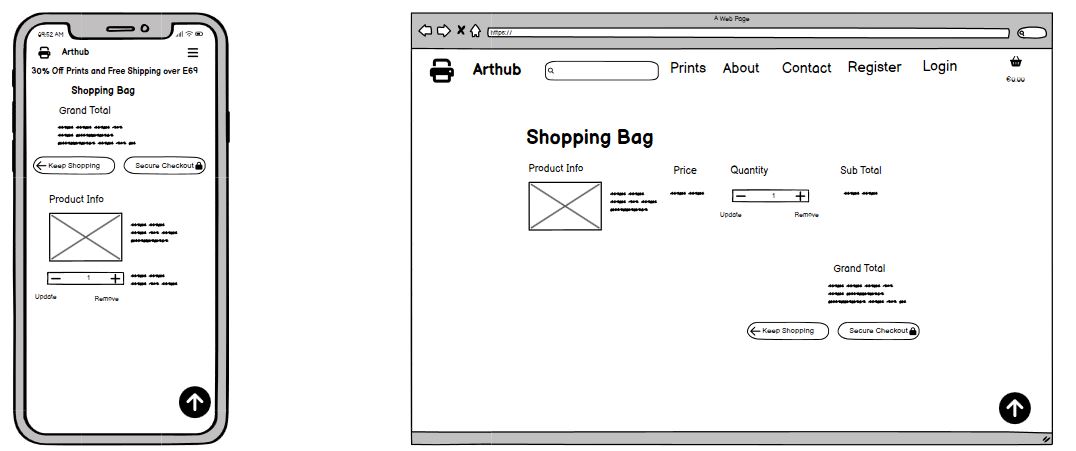 09:52 AM
Arthub
30% Off Prints and Free Shipping over E69
Shopping Bag
Grand Total
Keep Shopping
Secure Checkout
Product Info
1
Update Remove
A Web Page
https://
Arthub Prints About Contact Register Login
€0.00
Shopping Bag
Product Info Price Quantity Sub Total
1
Update Remove
Grand Total
Keep Shopping
Secure Checkout